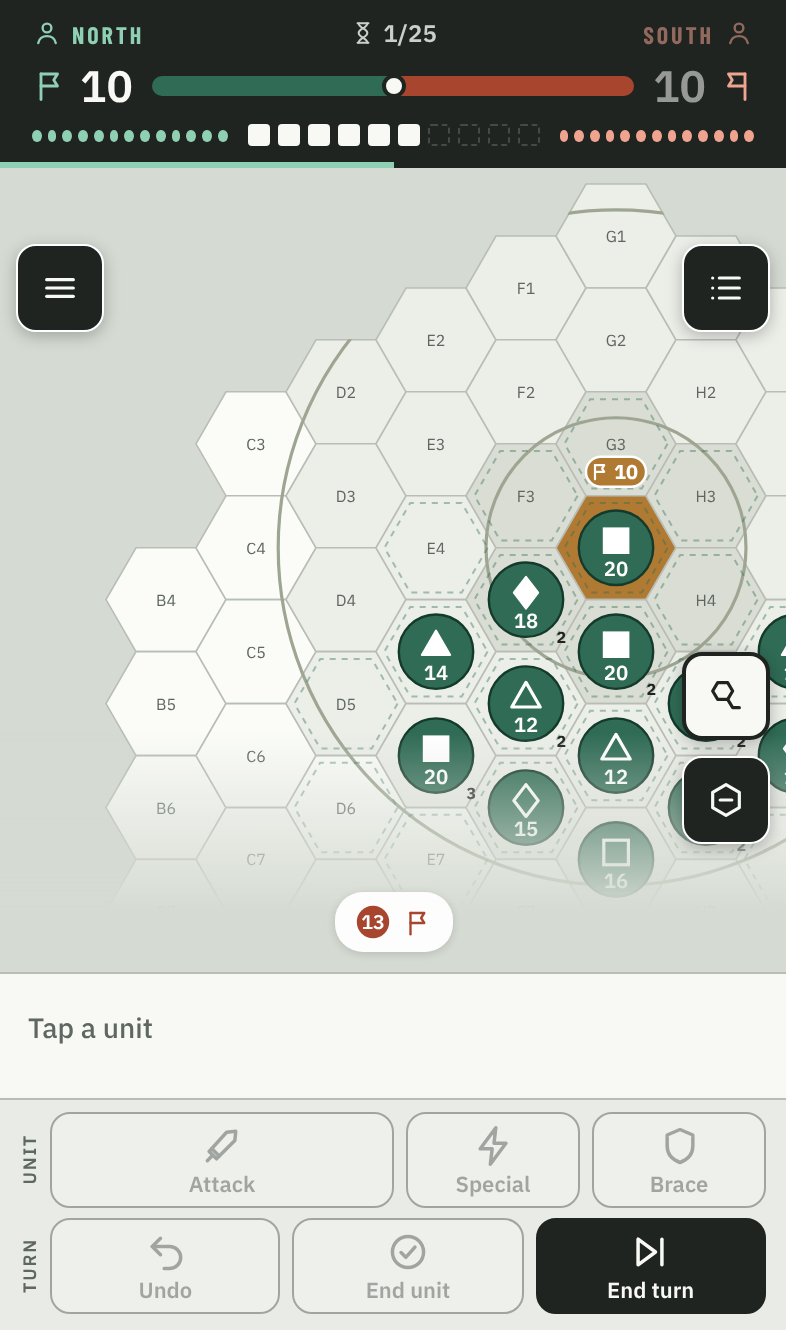 NORTH 1/25 SOUTH
10 10
G1
F1
E2 G2
D2 F2 H2
C3 E3 G3
10
D3 F3 H3
C4 E4 20
B4 D4 18 H4
2
C5 14 20
2
B5 D5 12
2 2
C6 20 12
3
B6 D6 15
2
C7 E7 16
13
Tap a unit
UNIT
Attack Special Brace
TURN
Undo End unit End turn